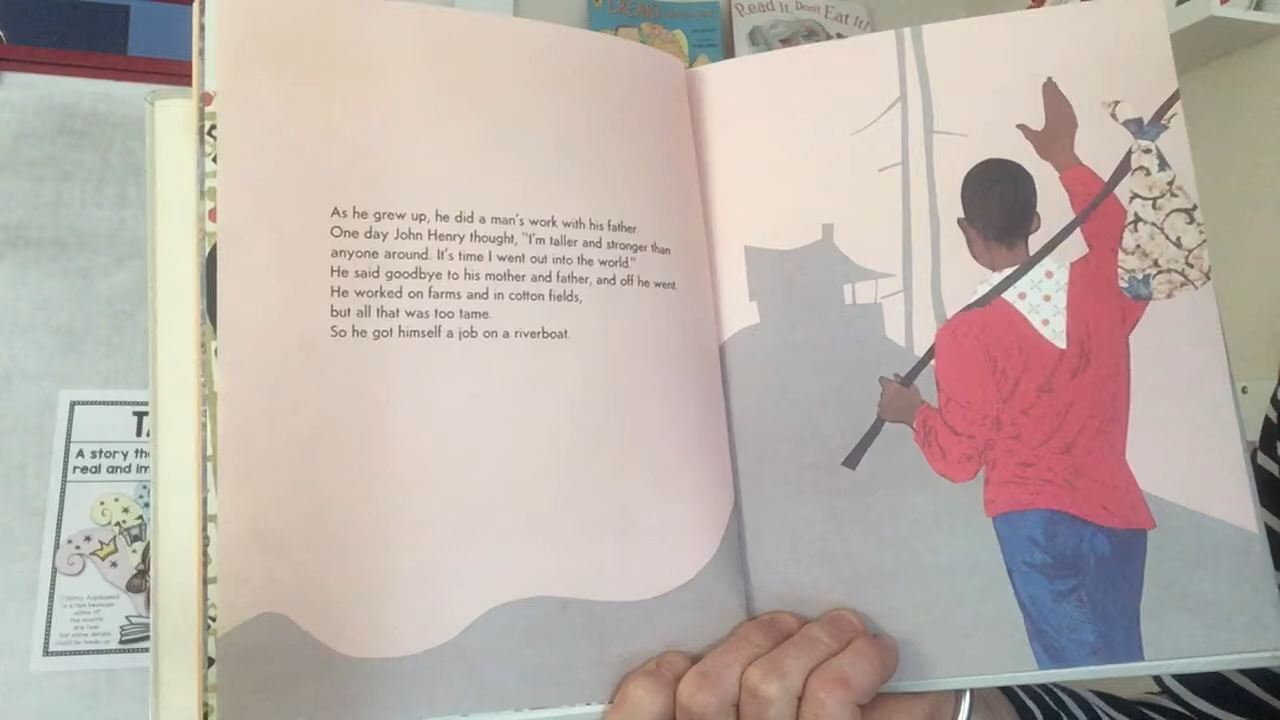 Read It, Don't Eat It!
As he grew up, he did a man's work with his father.
One day John Henry thought, "I'm taller and stronger than
anyone around. It's time I went out into the world."
He said goodbye to his mother and father, and off he went.
He worked on farms and in cotton fields,
but all that was too tame.
So he got himself a job on a riverboat.
A story th
real and im